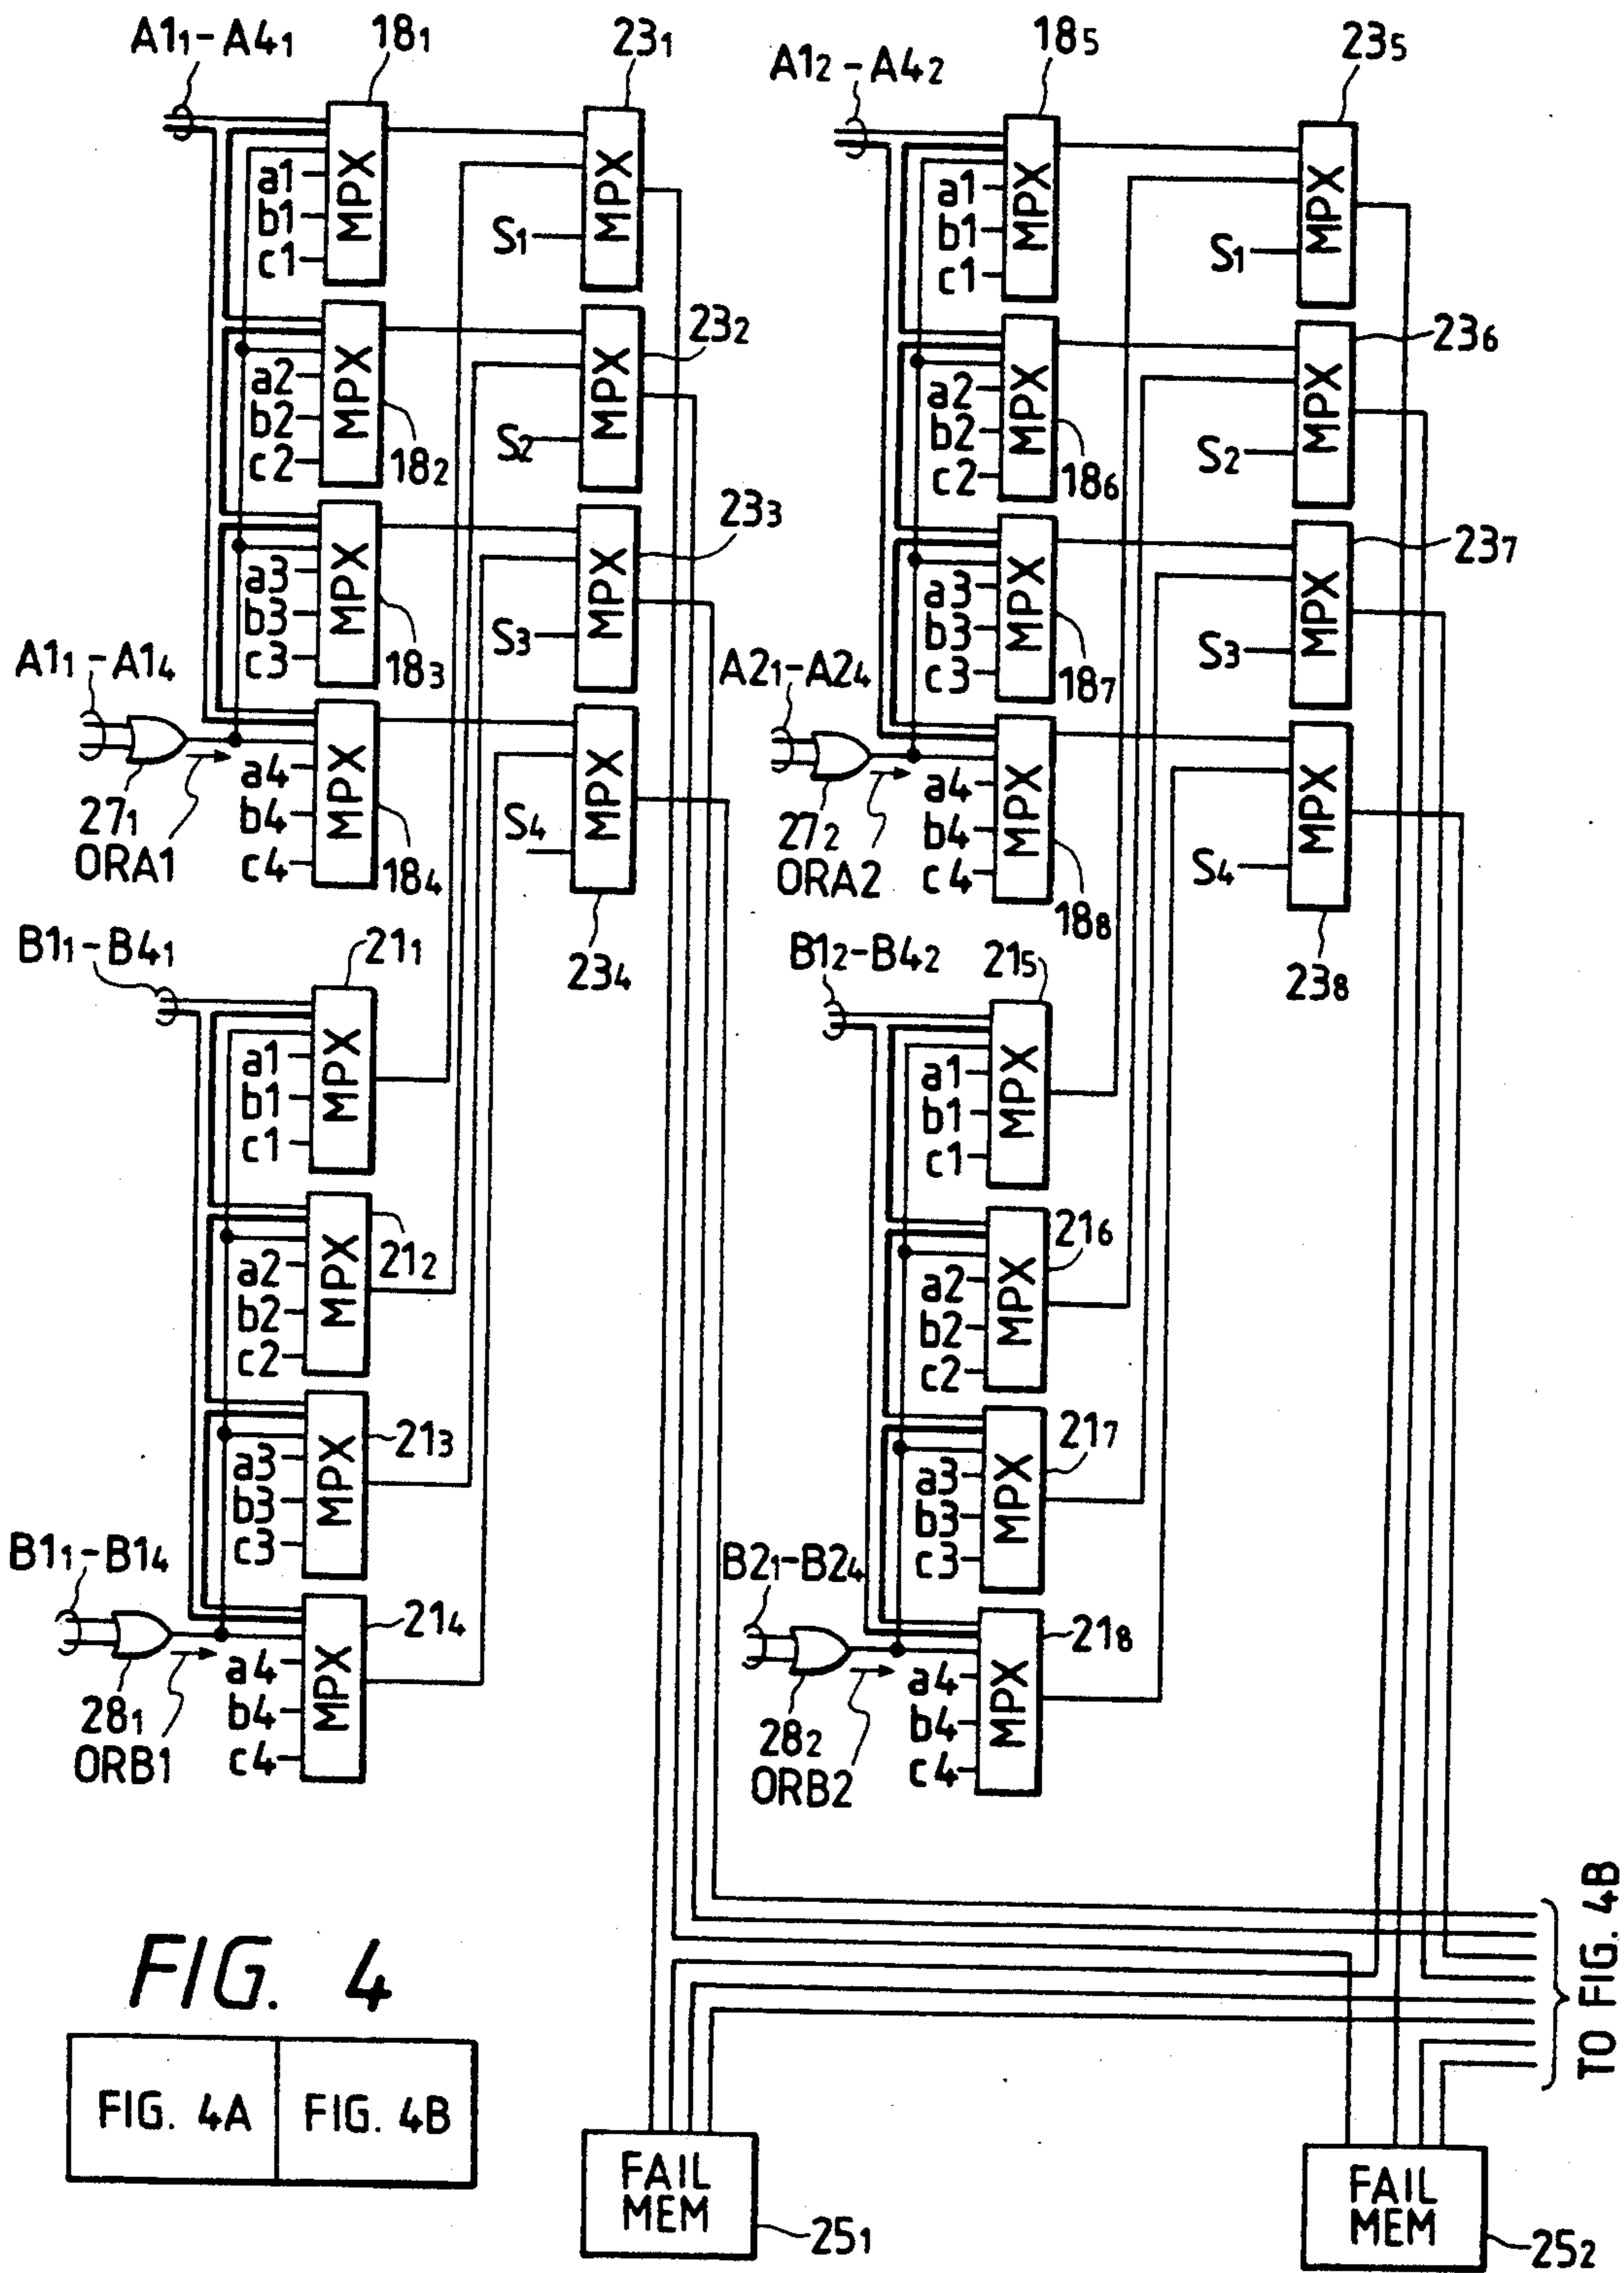 A1₁-A4₁
18₁
23₁
A1₂-A4₂
18₅
23₅
MPX
a1
b1
c1
MPX
S1
MPX
a1
b1
c1
MPX
S1
MPX
a2
b2
c2
18₂
MPX
23₂
S2
MPX
a2
b2
c2
18₆
MPX
23₆
S2
MPX
a3
b3
c3
18₃
MPX
23₃
S3
MPX
a3
b3
c3
18₇
MPX
23₇
S3
A1₁-A1₄
27₁
ORA1
MPX
a4
b4
c4
18₄
MPX
S4
23₄
A2₁-A2₄
27₂
ORA2
MPX
a4
b4
c4
18₈
MPX
S4
23₈
B1₁-B4₁
21₁
MPX
a1
b1
c1
B1₂-B4₂
21₅
MPX
a1
b1
c1
MPX
21₂
a2
b2
c2
MPX
21₆
a2
b2
c2
MPX
21₃
a3
b3
c3
MPX
21₇
a3
b3
c3
B1₁-B1₄
28₁
ORB1
MPX
21₄
a4
b4
c4
B2₁-B2₄
28₂
ORB2
MPX
21₈
a4
b4
c4
TO FIG. 4B
FIG. 4
FIG. 4A
FIG. 4B
FAIL
MEM
25₁
FAIL
MEM
25₂